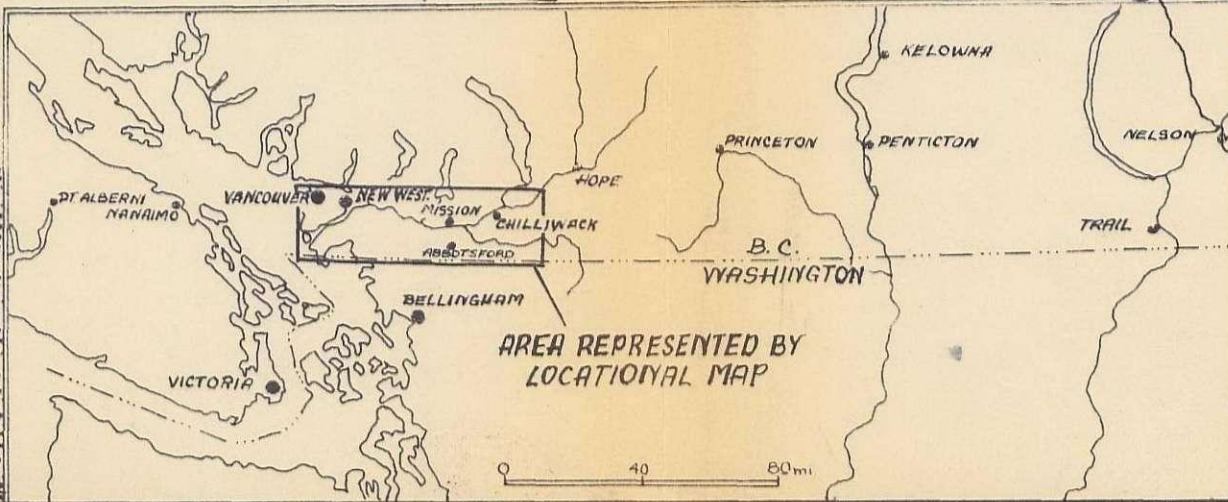 KELOWNA
PRINCETON
PENTICTON
NELSON
HOPE
PT ALBERNI
NANAIMO
VANCOUVER
NEW WEST.
MISSION
CHILLIWACK
ABBOTSFORD
TRAIL
B.C.
WASHINGTON
BELLINGHAM
AREA REPRESENTED BY
LOCATIONAL MAP
VICTORIA
0 40 80mi